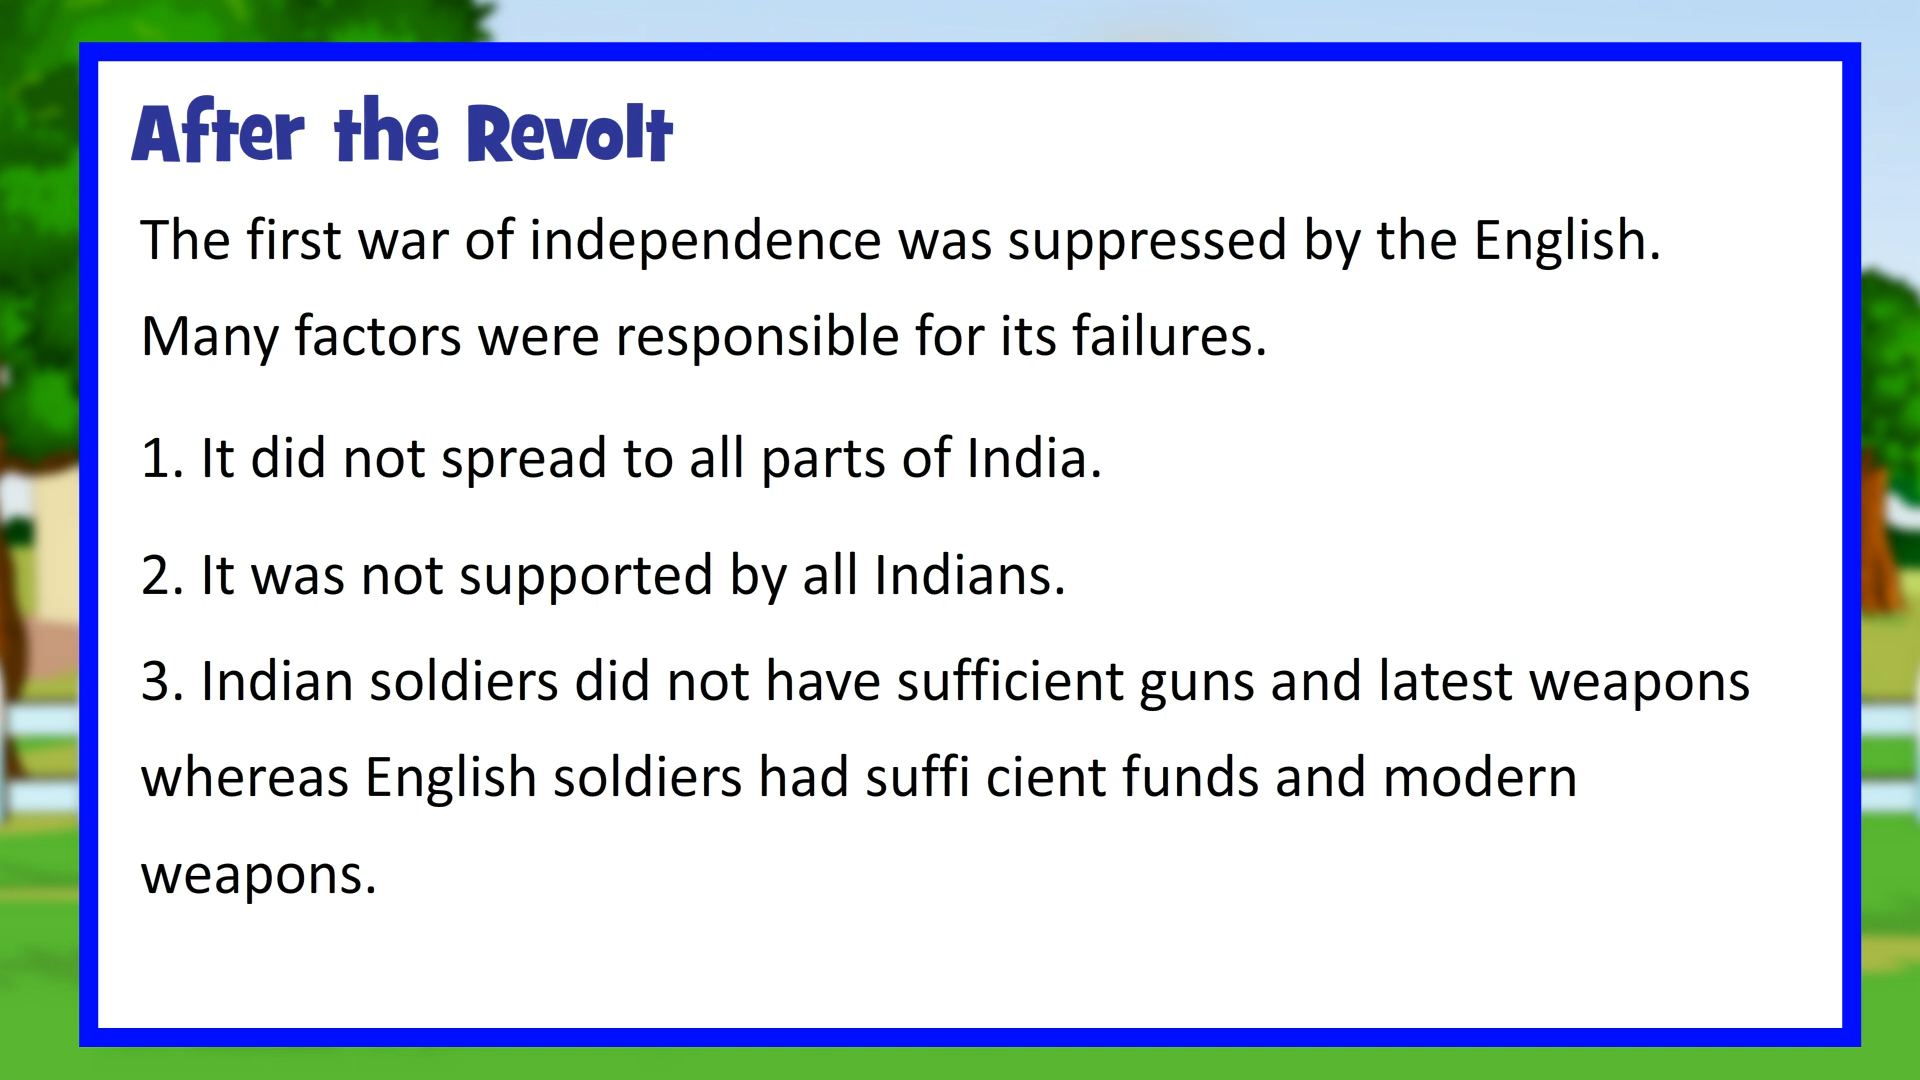 After the Revolt
The first war of independence was suppressed by the English.
Many factors were responsible for its failures.
1. It did not spread to all parts of India.
2. It was not supported by all Indians.
3. Indian soldiers did not have sufficient guns and latest weapons
whereas English soldiers had suffi cient funds and modern
weapons.